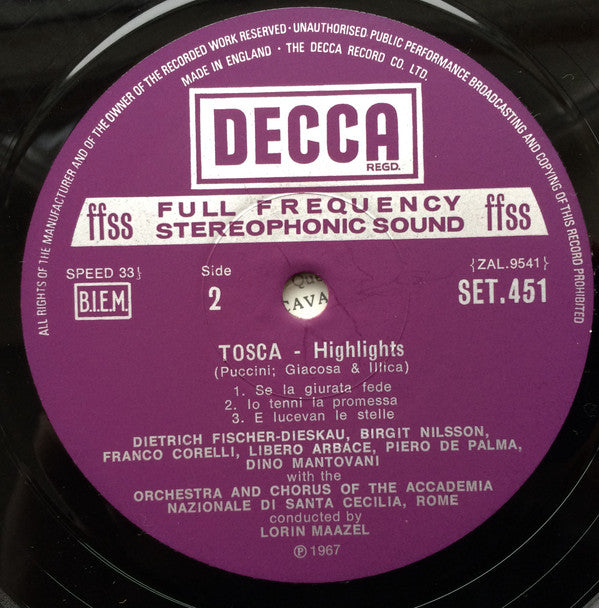 ALL RIGHTS OF THE MANUFACTURER AND OF THE OWNER OF THE RECORDED WORK RESERVED · UNAUTHORISED PUBLIC PERFORMANCE BROADCASTING AND COPYING OF THIS RECORD PROHIBITED
MADE IN ENGLAND · THE DECCA RECORD CO. LTD.
DECCA
REGD.
ffss FULL FREQUENCY STEREOPHONIC SOUND ffss
SPEED 33⅓ Side {ZAL.9541}
B.I.E.M. 2 SET.451
QUE
CAVA
TOSCA - Highlights
(Puccini; Giacosa & Illica)
1. Se la giurata fede
2. Io tenni la promessa
3. E lucevan le stelle
DIETRICH FISCHER-DIESKAU, BIRGIT NILSSON,
FRANCO CORELLI, LIBERO ARBACE, PIERO DE PALMA,
DINO MANTOVANI
with the
ORCHESTRA AND CHORUS OF THE ACCADEMIA
NAZIONALE DI SANTA CECILIA, ROME
conducted by
LORIN MAAZEL
℗ 1967